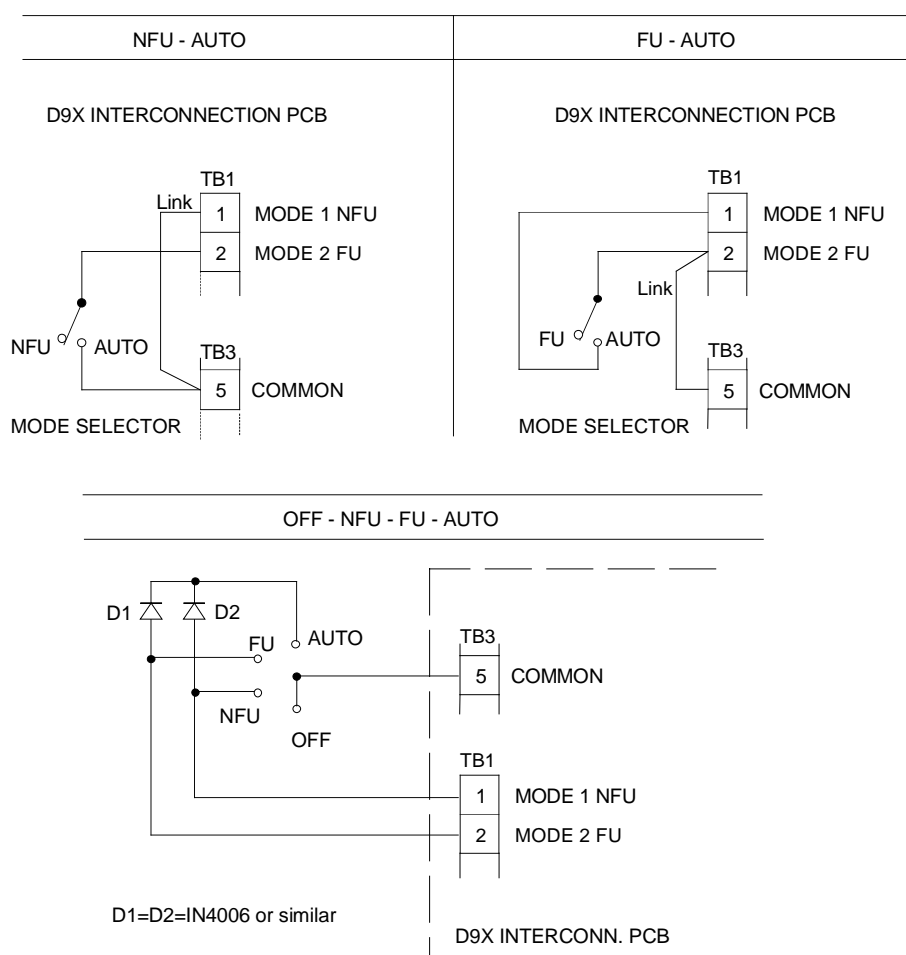 NFU - AUTO
D9X INTERCONNECTION PCB
TB1
Link
1 MODE 1 NFU
2 MODE 2 FU
NFU AUTO
TB3
5 COMMON
MODE SELECTOR
FU - AUTO
D9X INTERCONNECTION PCB
TB1
1 MODE 1 NFU
2 MODE 2 FU
Link
FU AUTO
TB3
5 COMMON
MODE SELECTOR
OFF - NFU - FU - AUTO
D1 D2
FU AUTO
NFU
OFF
TB3
5 COMMON
TB1
1 MODE 1 NFU
2 MODE 2 FU
D1=D2=IN4006 or similar
D9X INTERCONN. PCB